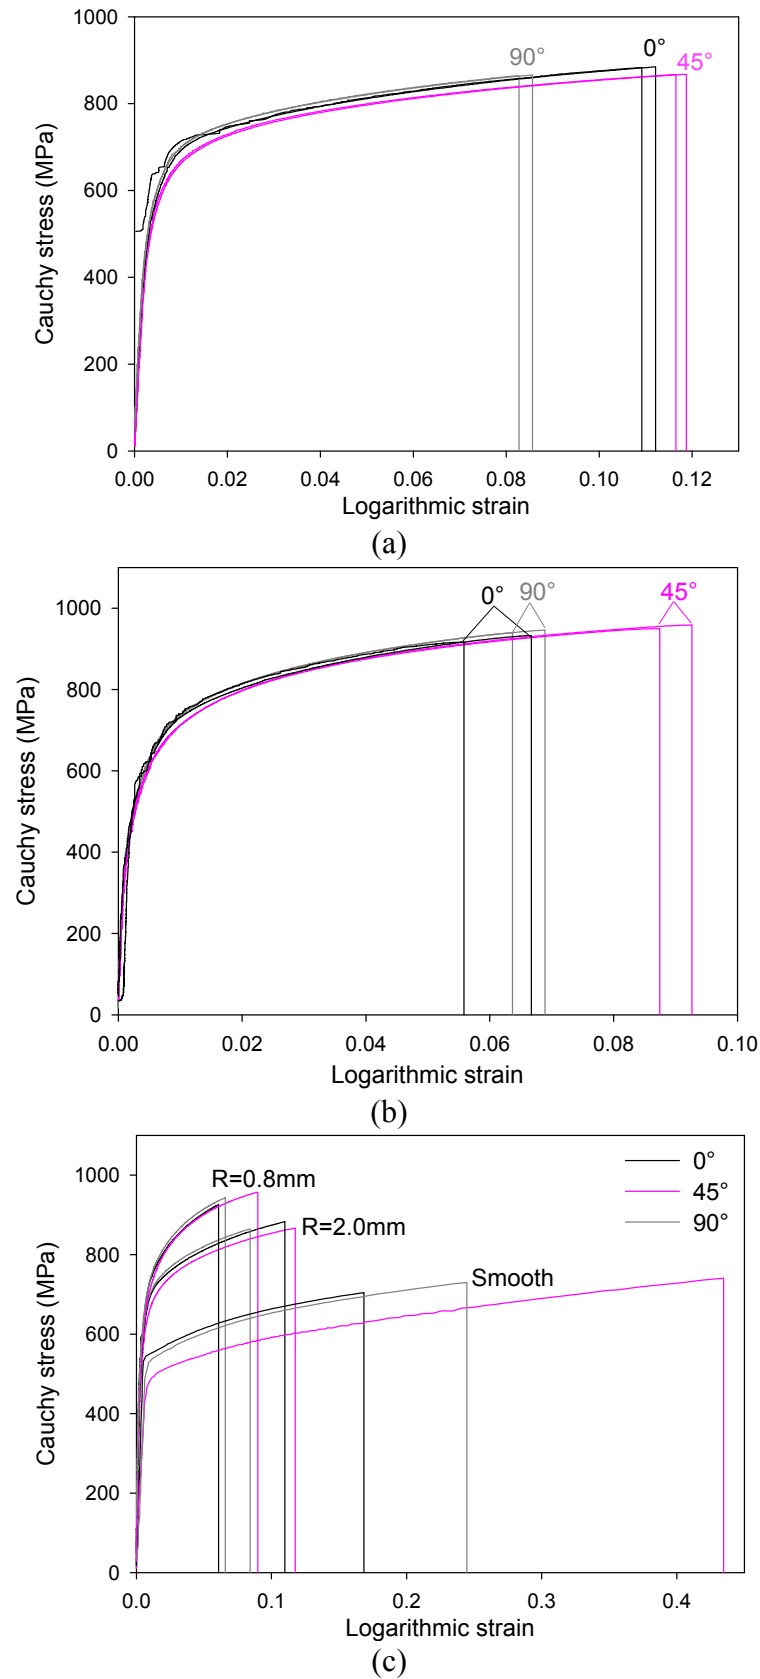 1000
800
600
400
200
0
Cauchy stress (MPa)
90°
0°
45°
0.00 0.02 0.04 0.06 0.08 0.10 0.12
Logarithmic strain
(a)
1000
800
600
400
200
0
Cauchy stress (MPa)
0° 90° 45°
0.00 0.02 0.04 0.06 0.08 0.10
Logarithmic strain
(b)
1000
800
600
400
200
0
Cauchy stress (MPa)
R=0.8mm
R=2.0mm
Smooth
0°
45°
90°
0.0 0.1 0.2 0.3 0.4
Logarithmic strain
(c)